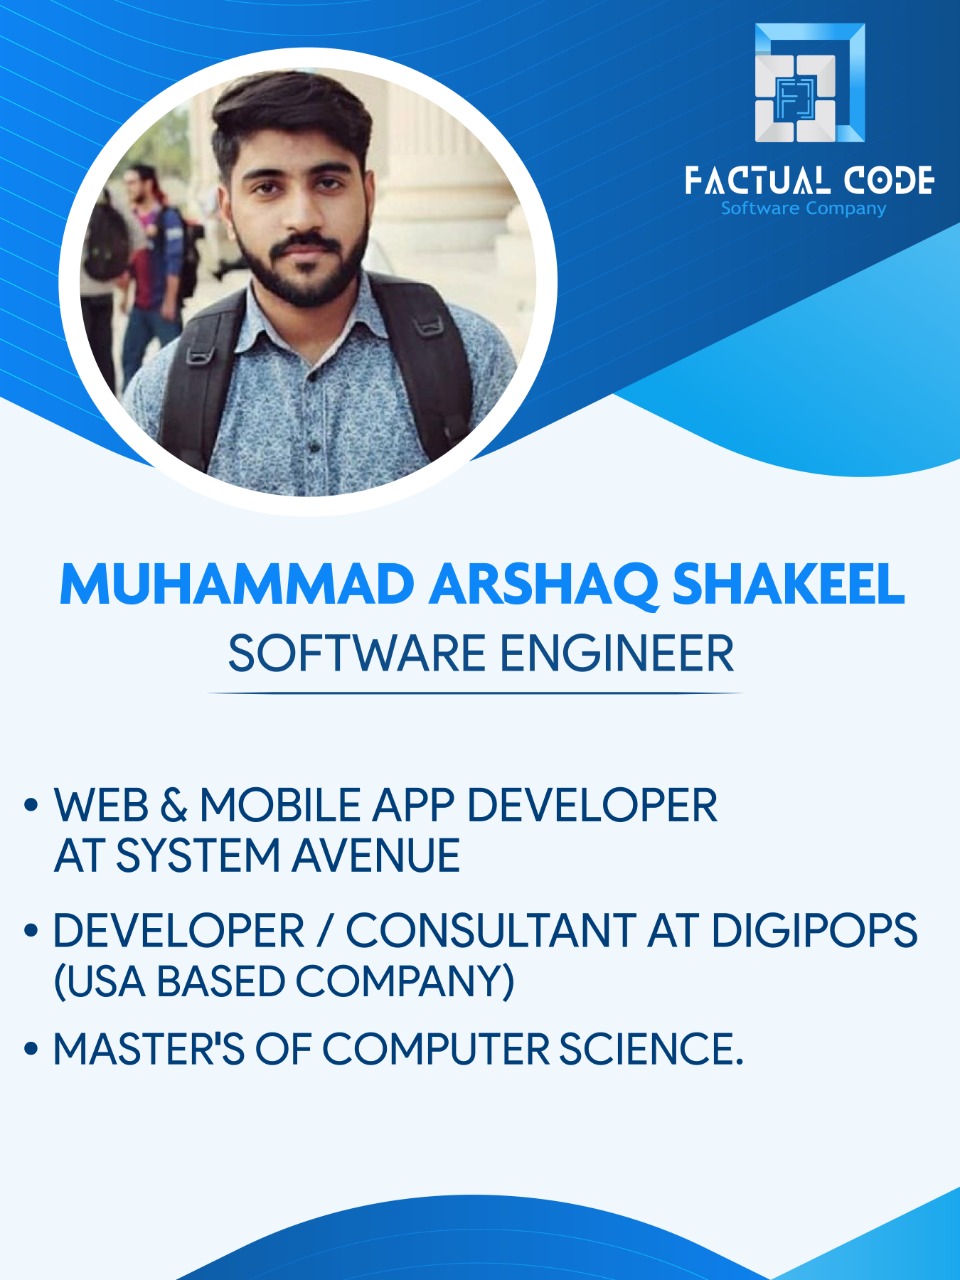 FACTUAL CODE
Software Company
MUHAMMAD ARSHAQ SHAKEEL
SOFTWARE ENGINEER
• WEB & MOBILE APP DEVELOPER
AT SYSTEM AVENUE
• DEVELOPER / CONSULTANT AT DIGIPOPS
(USA BASED COMPANY)
• MASTER'S OF COMPUTER SCIENCE.